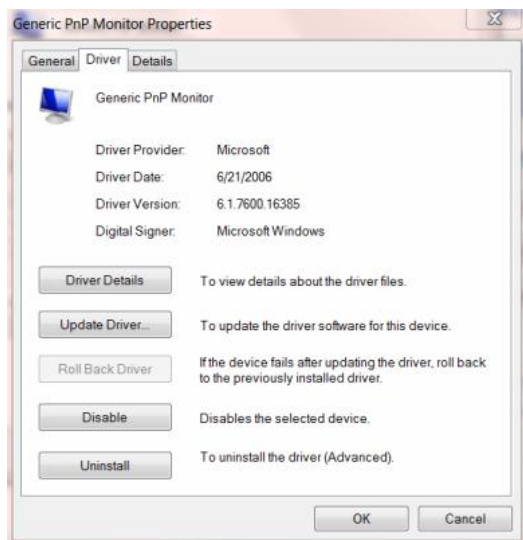 Generic PnP Monitor Properties
General Driver Details
Generic PnP Monitor
Driver Provider: Microsoft
Driver Date: 6/21/2006
Driver Version: 6.1.7600.16385
Digital Signer: Microsoft Windows
Driver Details To view details about the driver files.
Update Driver... To update the driver software for this device.
Roll Back Driver If the device fails after updating the driver, roll back
to the previously installed driver.
Disable Disables the selected device.
Uninstall To uninstall the driver (Advanced).
OK Cancel